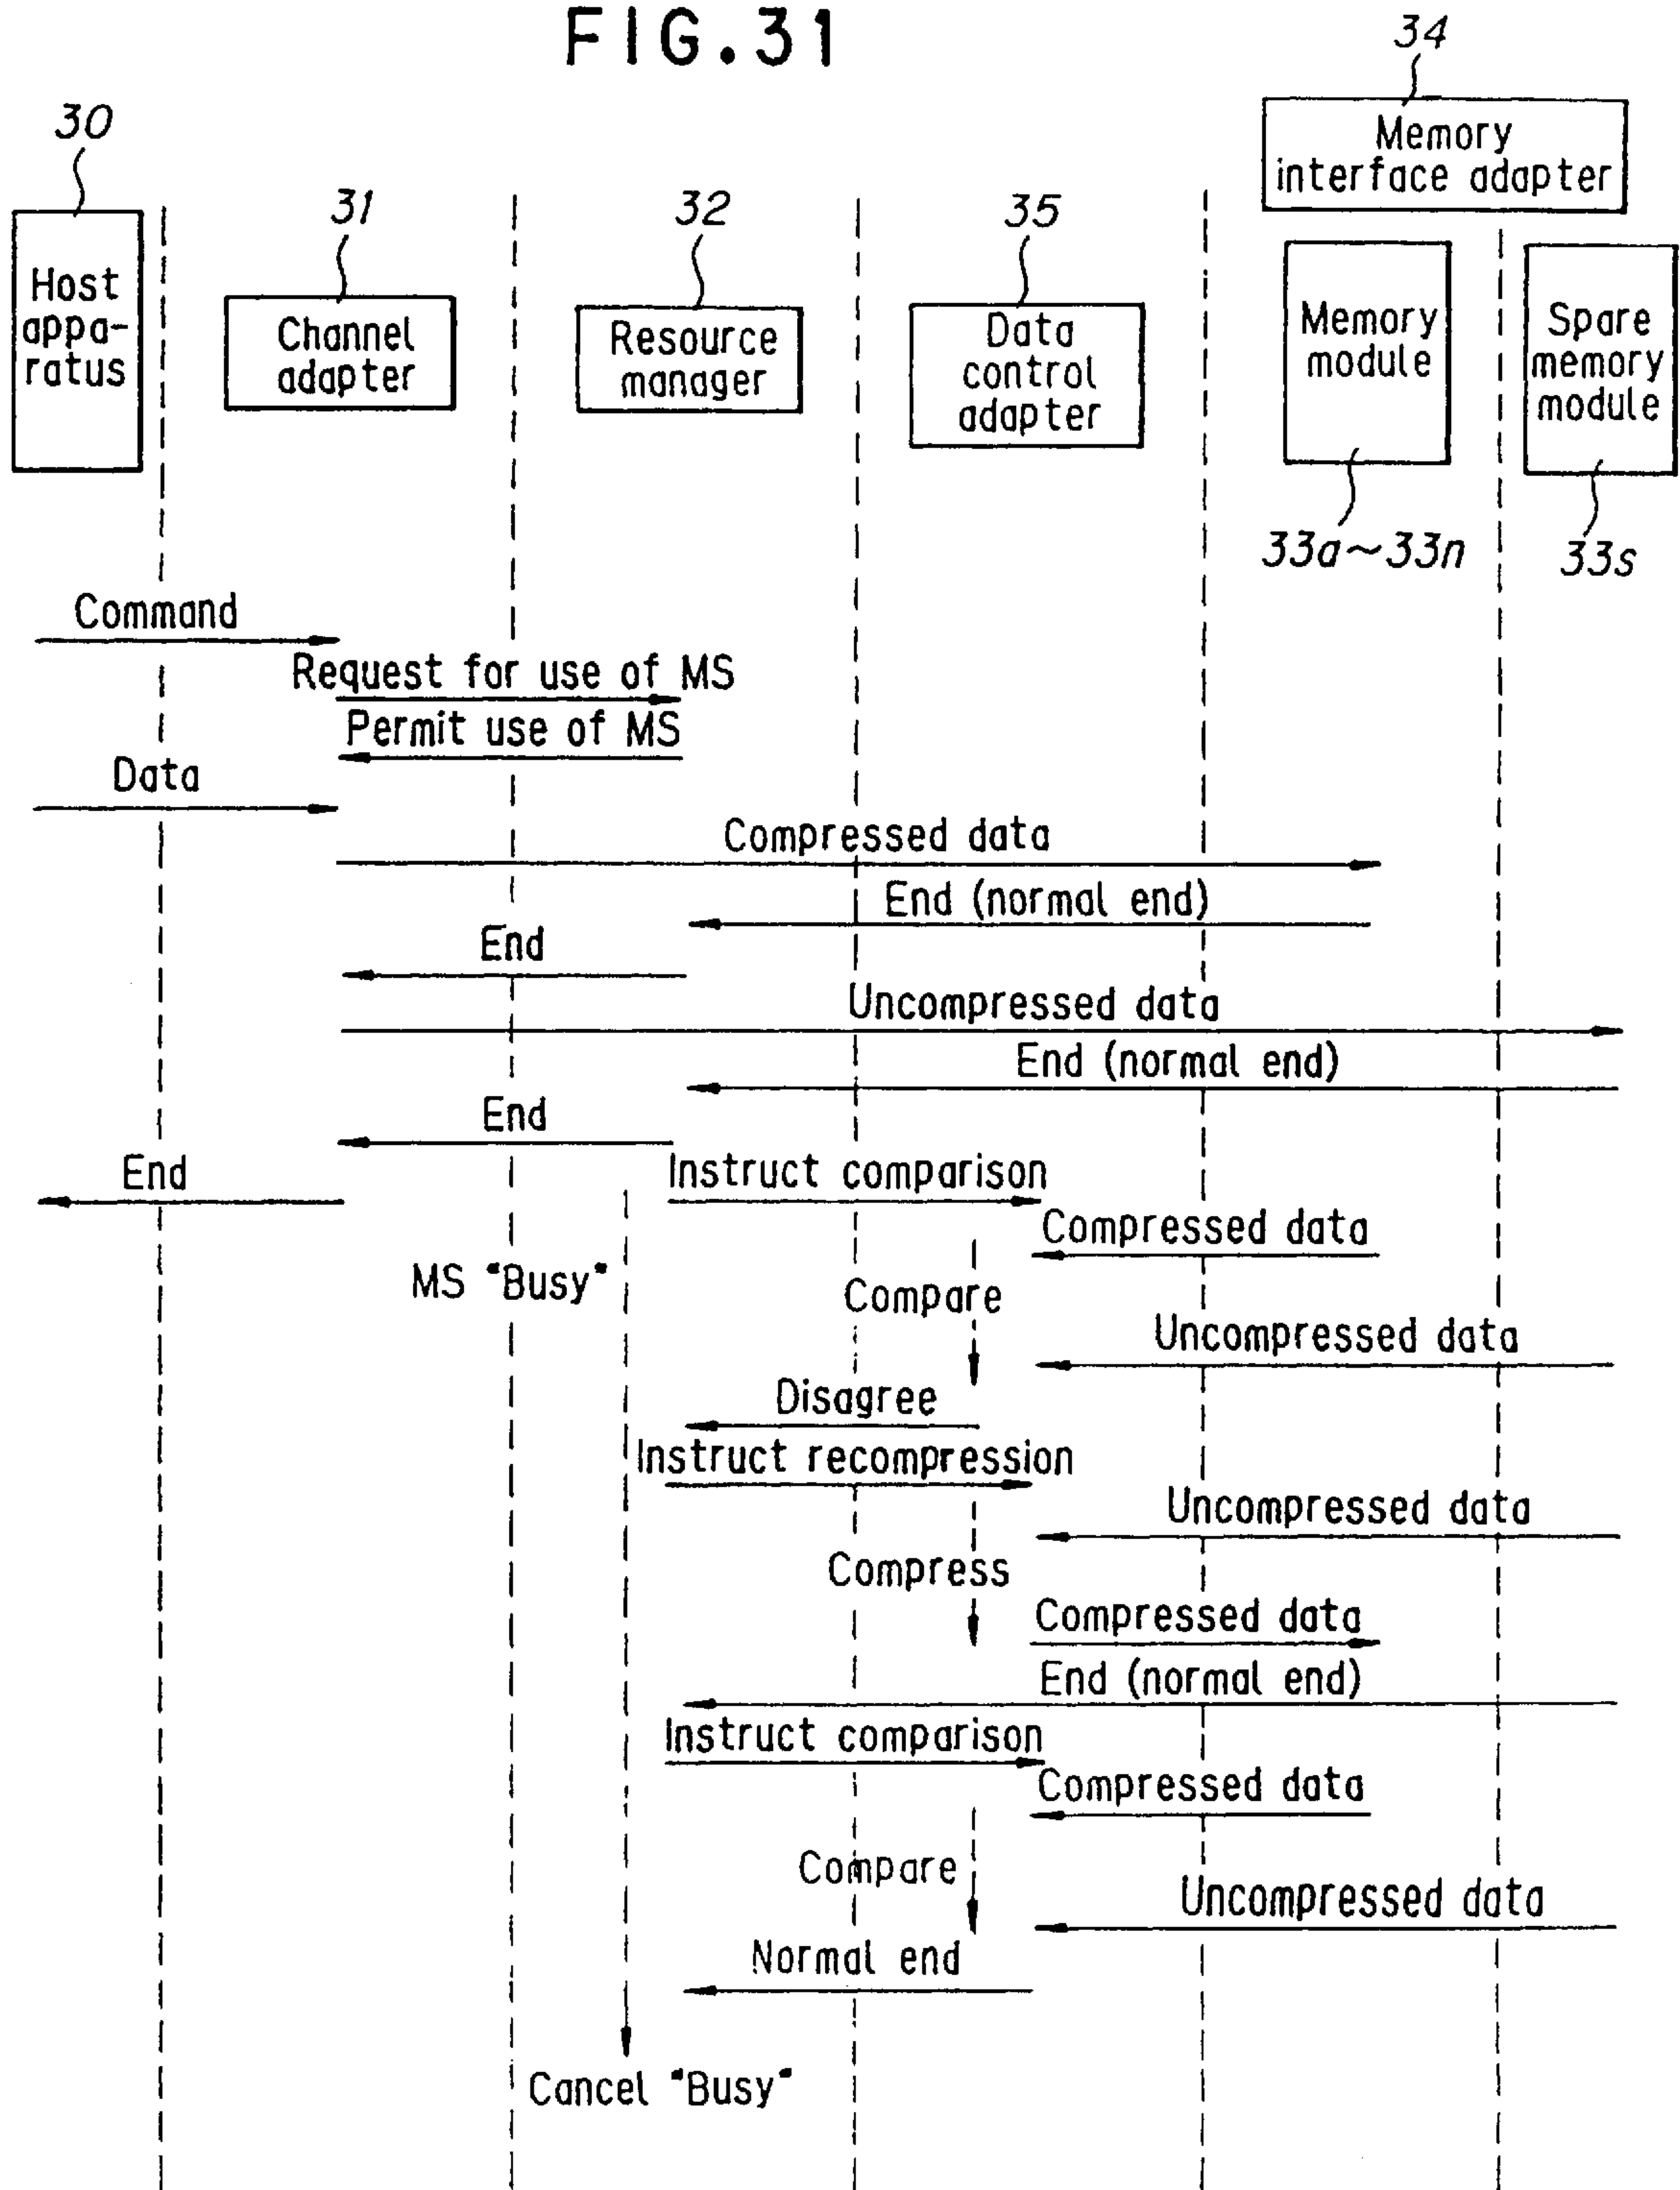 FIG.31
34
Memory
interface adapter
30
31
32
35
Host
appa-
ratus
Channel
adapter
Resource
manager
Data
control
adapter
Memory
module
Spare
memory
module
33a~33n
33s
Command
Request for use of MS
Permit use of MS
Data
Compressed data
End (normal end)
End
Uncompressed data
End (normal end)
End
End
Instruct comparison
Compressed data
MS "Busy"
Compare
Uncompressed data
Disagree
Instruct recompression
Uncompressed data
Compress
Compressed data
End (normal end)
Instruct comparison
Compressed data
Compare
Uncompressed data
Normal end
Cancel "Busy"